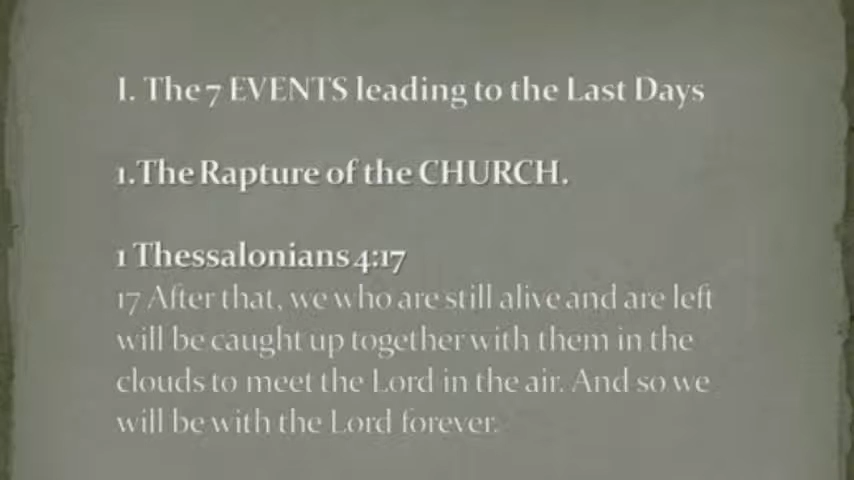 I. The 7 EVENTS leading to the Last Days
1.The Rapture of the CHURCH.
1 Thessalonians 4:17
17 After that, we who are still alive and are left
will be caught up together with them in the
clouds to meet the Lord in the air. And so we
will be with the Lord forever.